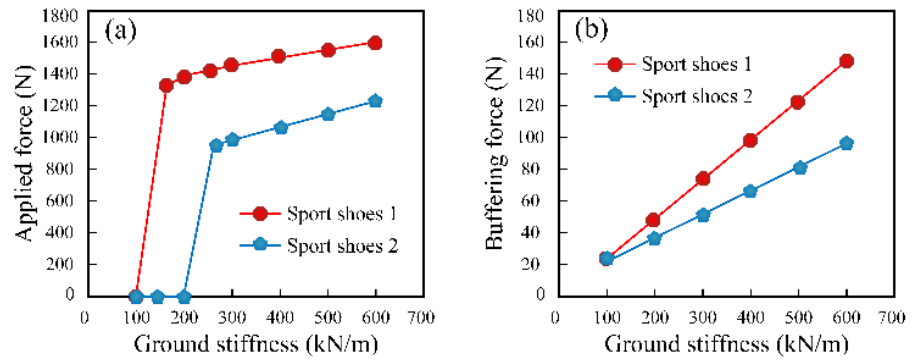 (a)
Applied force (N)
1800
1600
1400
1200
1000
800
600
400
200
0
Sport shoes 1
Sport shoes 2
0 100 200 300 400 500 600 700
Ground stiffness (kN/m)
(b)
Buffering force (N)
180
160
140
120
100
80
60
40
20
0
Sport shoes 1
Sport shoes 2
0 100 200 300 400 500 600 700
Ground stiffness (kN/m)